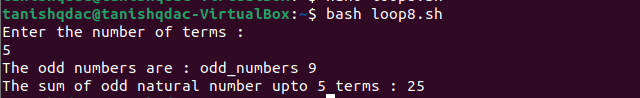 tanishqdac@tanishqdac-VirtualBox:~$ bash loop8.sh
Enter the number of terms :
5
The odd numbers are : odd_numbers 9
The sum of odd natural number upto 5 terms : 25